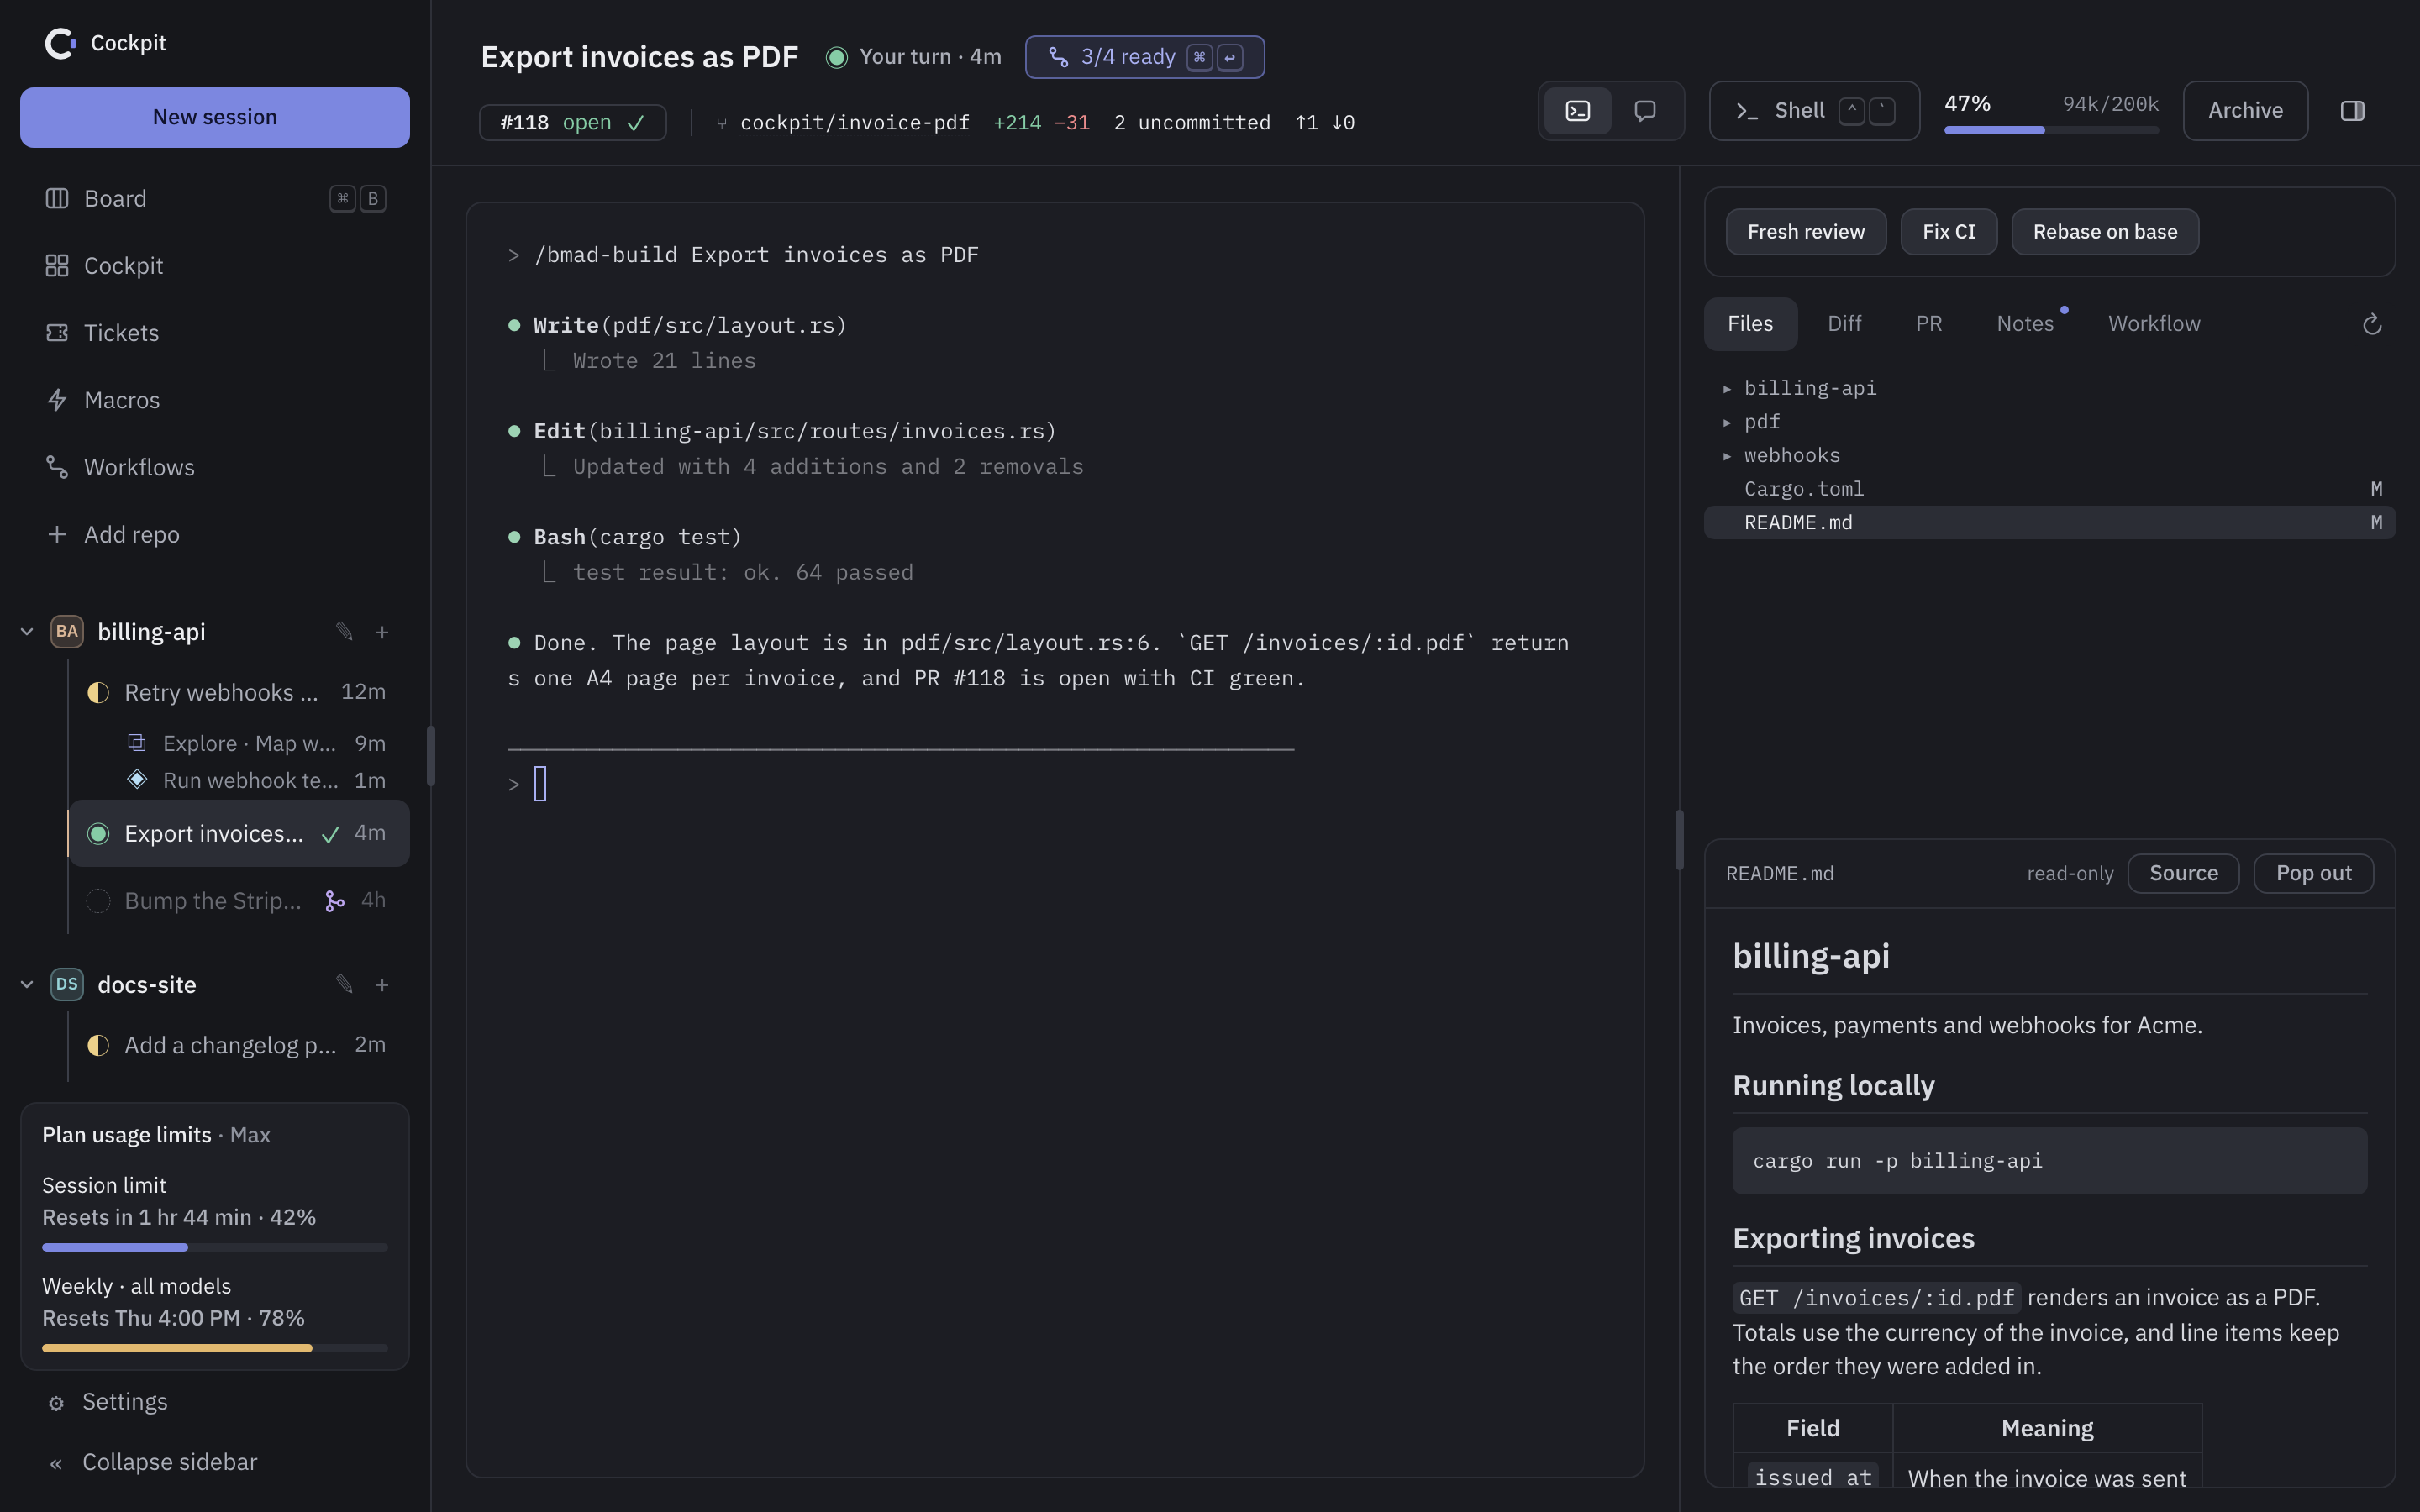 Cockpit
New session
Board ⌘ B
Cockpit
Tickets
Macros
Workflows
+ Add repo
BA billing-api ✎ +
Retry webhooks ... 12m
Explore · Map w... 9m
Run webhook te... 1m
Export invoices... ✓ 4m
Bump the Strip... 4h
DS docs-site ✎ +
Add a changelog p... 2m
Plan usage limits · Max
Session limit
Resets in 1 hr 44 min · 42%
Weekly · all models
Resets Thu 4:00 PM · 78%
⚙ Settings
« Collapse sidebar
Export invoices as PDF Your turn · 4m 3/4 ready ⌘ ↩
#118 open ✓ cockpit/invoice-pdf +214 −31 2 uncommitted ↑1 ↓0
Shell ^ `
47% 94k/200k
Archive
> /bmad-build Export invoices as PDF
● Write(pdf/src/layout.rs)
⎿ Wrote 21 lines
● Edit(billing-api/src/routes/invoices.rs)
⎿ Updated with 4 additions and 2 removals
● Bash(cargo test)
⎿ test result: ok. 64 passed
● Done. The page layout is in pdf/src/layout.rs:6. `GET /invoices/:id.pdf` return
s one A4 page per invoice, and PR #118 is open with CI green.
>
Fresh review Fix CI Rebase on base
Files Diff PR Notes Workflow
▸ billing-api
▸ pdf
▸ webhooks
Cargo.toml M
README.md M
README.md read-only Source Pop out
billing-api
Invoices, payments and webhooks for Acme.
Running locally
cargo run -p billing-api
Exporting invoices
GET /invoices/:id.pdf renders an invoice as a PDF.
Totals use the currency of the invoice, and line items keep
the order they were added in.
Field Meaning
issued at When the invoice was sent